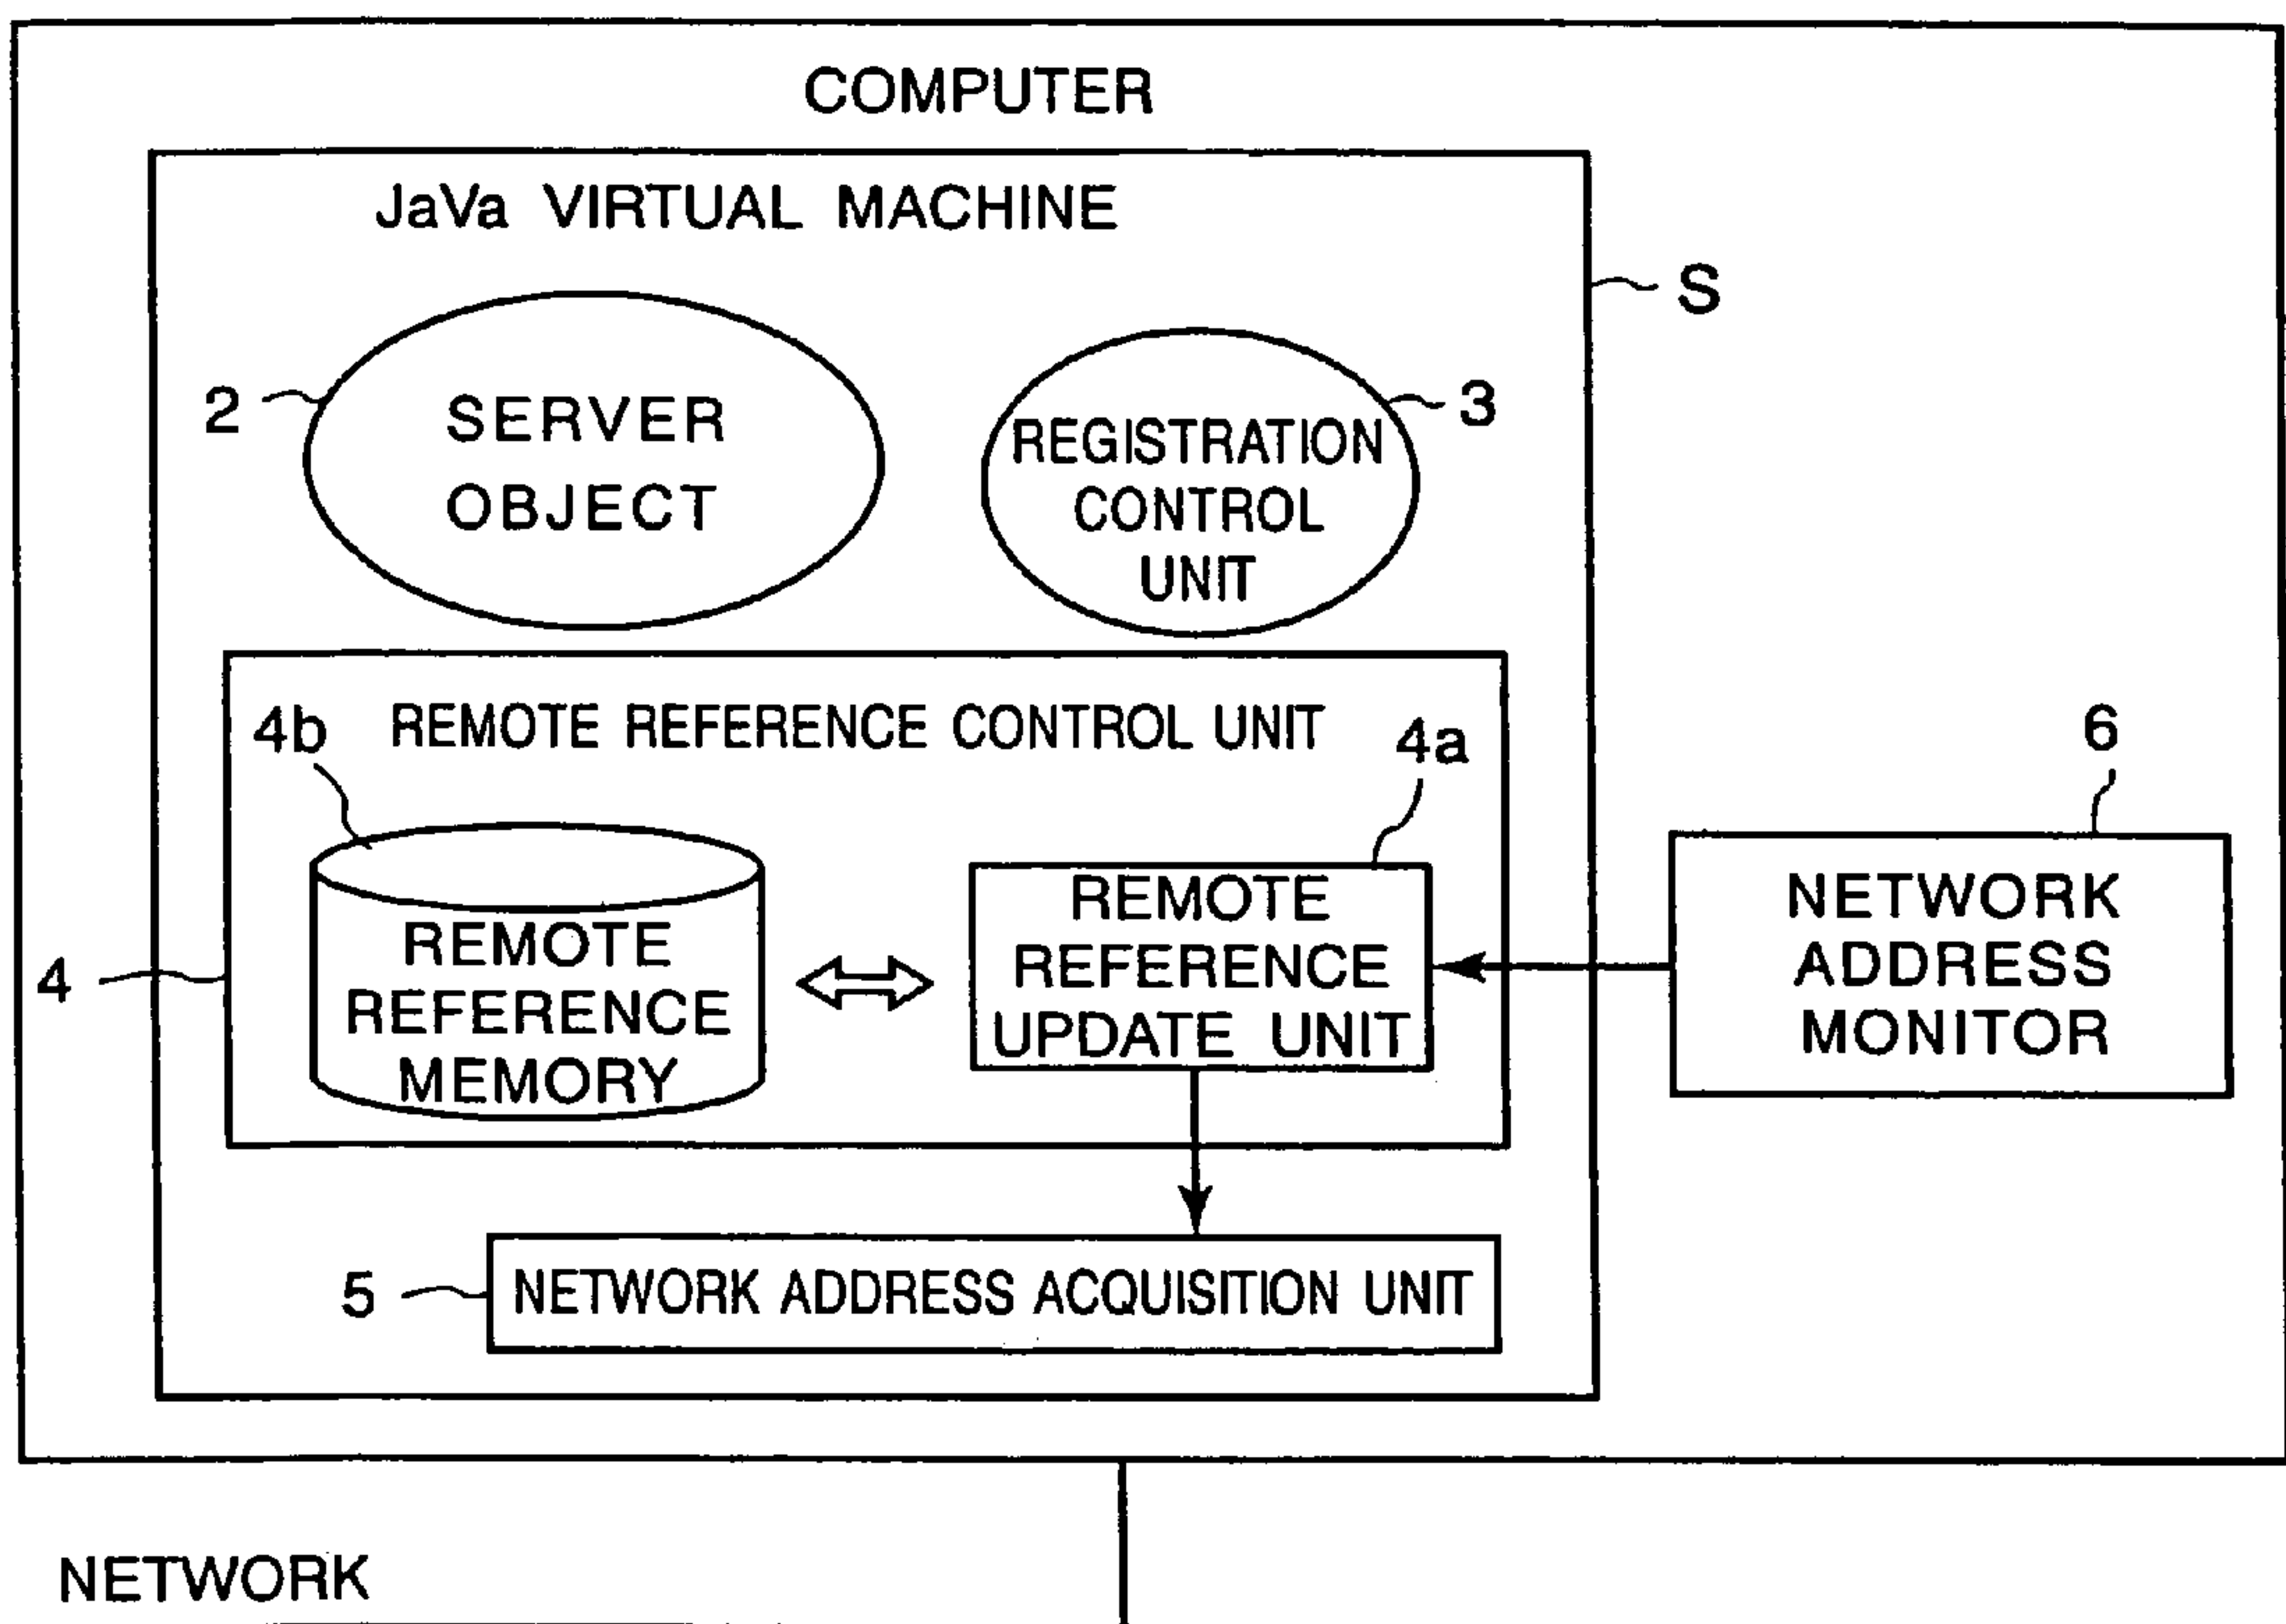 COMPUTER
JaVa VIRTUAL MACHINE
S
2
SERVER
OBJECT
3
REGISTRATION
CONTROL
UNIT
4b
REMOTE REFERENCE CONTROL UNIT
4a
6
REMOTE
REFERENCE
MEMORY
REMOTE
REFERENCE
UPDATE UNIT
NETWORK
ADDRESS
MONITOR
4
5
NETWORK ADDRESS ACQUISITION UNIT
NETWORK